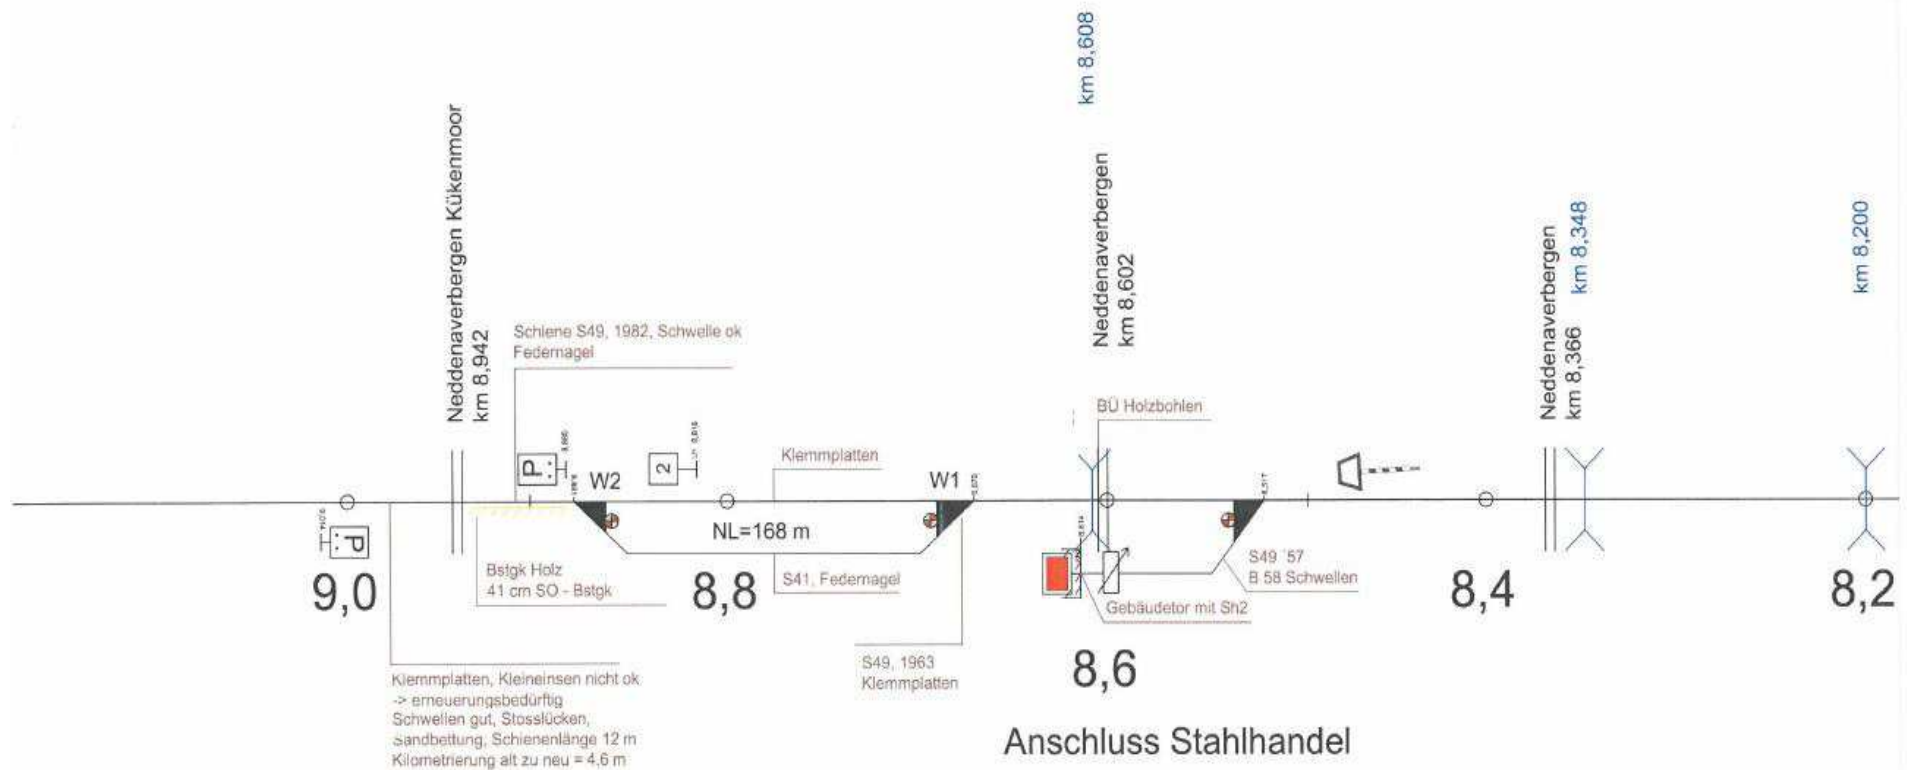 km 8,608
Neddenaverbergen Kükenmoor
km 8,942
Neddenaverbergen
km 8,602
Neddenaverbergen
km 8,366
km 8,348
km 8,200
Schiene S49, 1982, Schwelle ok
Federnagel
BÜ Holzbohlen
Klemmplatten
P
2
W2
W1
8,517
NL=168 m
P
9,0
Bstgk Holz
41 cm SO - Bstgk
8,8
S41, Federnagel
S49 ´57
B 58 Schwellen
Gebäudetor mit Sh2
8,4
8,2
8,6
S49, 1963
Klemmplatten
Klemmplatten, Kleineinsen nicht ok
-> erneuerungsbedürftig
Schwellen gut, Stosslücken,
Sandbettung, Schienenlänge 12 m
Kilometrierung alt zu neu = 4,6 m
Anschluss Stahlhandel